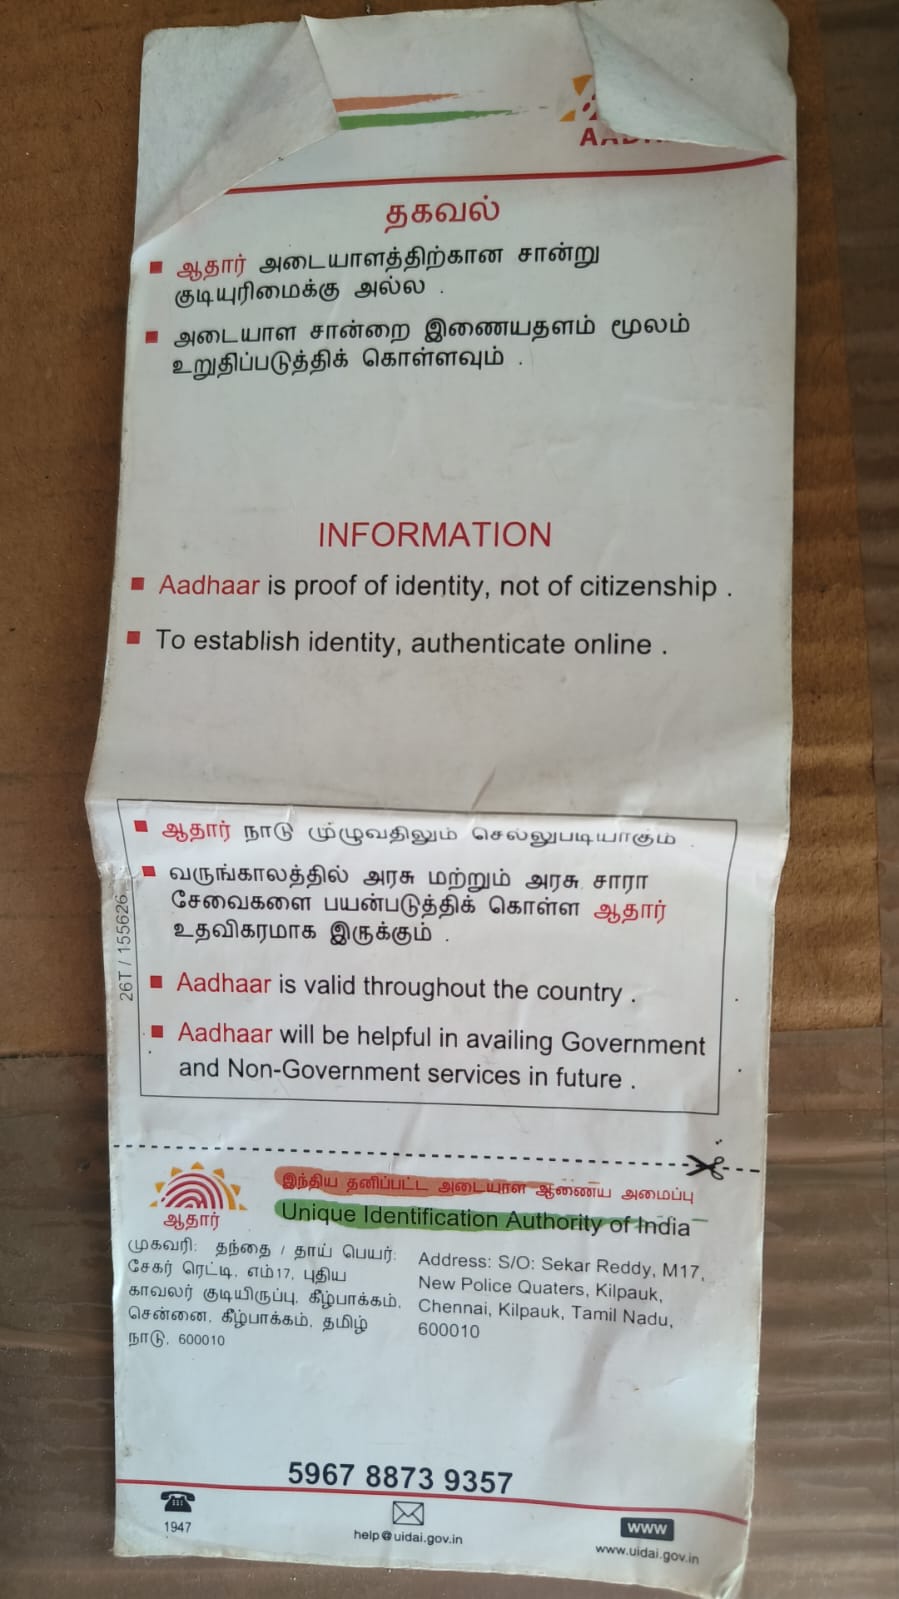 தகவல்
ஆதார் அடையாளத்திற்கான சான்று
குடியுரிமைக்கு அல்ல .
அடையாள சான்றை இணையதளம் மூலம்
உறுதிப்படுத்திக் கொள்ளவும் .
INFORMATION
Aadhaar is proof of identity, not of citizenship .
To establish identity, authenticate online .
ஆதார் நாடு முழுவதிலும் செல்லுபடியாகும் .
வருங்காலத்தில் அரசு மற்றும் அரசு சாரா
சேவைகளை பயன்படுத்திக் கொள்ள ஆதார்
உதவிகரமாக இருக்கும் .
Aadhaar is valid throughout the country .
Aadhaar will be helpful in availing Government
and Non-Government services in future .
26T / 155626
இந்திய தனிப்பட்ட அடையாள ஆணைய அமைப்பு
Unique Identification Authority of India
ஆதார்
முகவரி: தந்தை / தாய் பெயர்:
சேகர் ரெட்டி, எம்17, புதிய
காவலர் குடியிருப்பு, கீழ்பாக்கம்,
சென்னை, கீழ்பாக்கம், தமிழ்
நாடு, 600010
Address: S/O: Sekar Reddy, M17,
New Police Quaters, Kilpauk,
Chennai, Kilpauk, Tamil Nadu,
600010
5967 8873 9357
1947
help@uidai.gov.in
www
www.uidai.gov.in